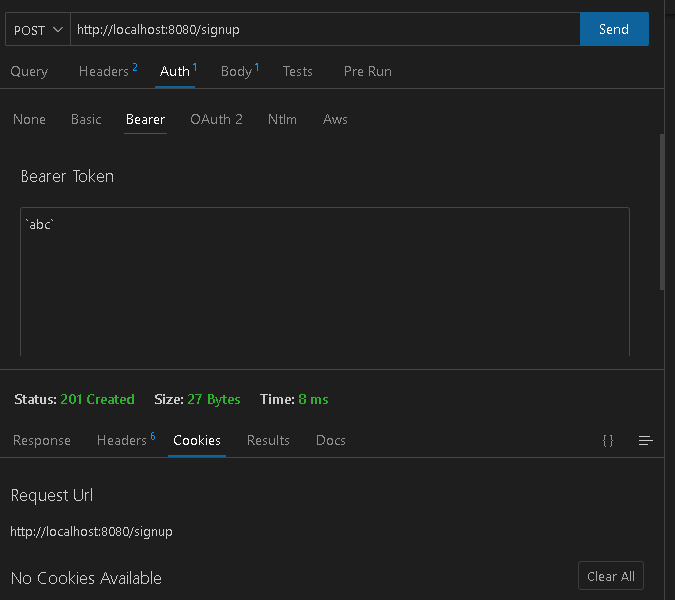 POST http://localhost:8080/signup Send
Query Headers 2 Auth 1 Body 1 Tests Pre Run
None Basic Bearer OAuth 2 Ntlm Aws
Bearer Token
`abc`
Status: 201 Created Size: 27 Bytes Time: 8 ms
Response Headers 6 Cookies Results Docs { }
Request Url
http://localhost:8080/signup
No Cookies Available Clear All